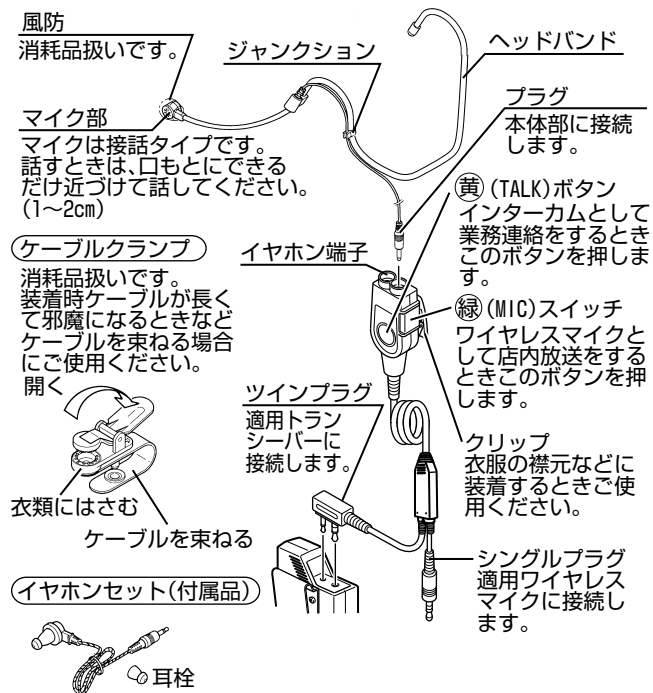 風防
消耗品扱いです。
ジャンクション
ヘッドバンド
マイク部
マイクは接話タイプです。
話すときは、口もとにできる
だけ近づけて話してください。
(1〜2cm)
プラグ
本体部に接続
します。
黄 (TALK)ボタン
インターカムとして
業務連絡をするとき
このボタンを押しま
す。
ケーブルクランプ
消耗品扱いです。
装着時ケーブルが長く
て邪魔になるときなど
ケーブルを束ねる場合
にご使用ください。
開く
衣類にはさむ
ケーブルを束ねる
イヤホン端子
緑 (MIC)スイッチ
ワイヤレスマイクと
して店内放送をする
ときこのボタンを押
します。
ツインプラグ
適用トラン
シーバーに
接続します。
クリップ
衣服の襟元などに
装着するときご使
用ください。
シングルプラグ
適用ワイヤレス
マイクに接続し
ます。
イヤホンセット(付属品)
耳栓